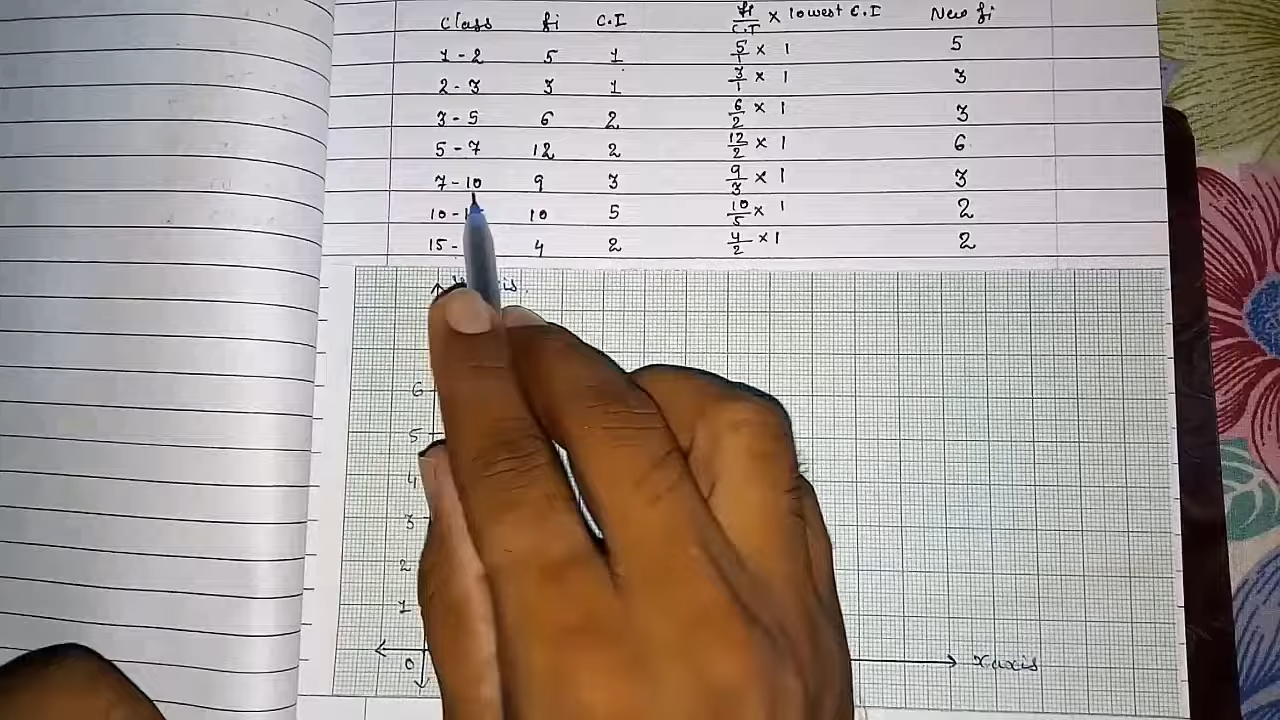 Class fi C.I fi/C.I × lowest C.I New fi
1 - 2 5 1 5/1 × 1 5
2 - 3 3 1 3/1 × 1 3
3 - 5 6 2 6/2 × 1 3
5 - 7 12 2 12/2 × 1 6
7 - 10 9 3 9/3 × 1 3
10 - 10 5 10/5 × 1 2
15 - 4 2 4/2 × 1 2
6
5
4
3
2
1
0
x axis